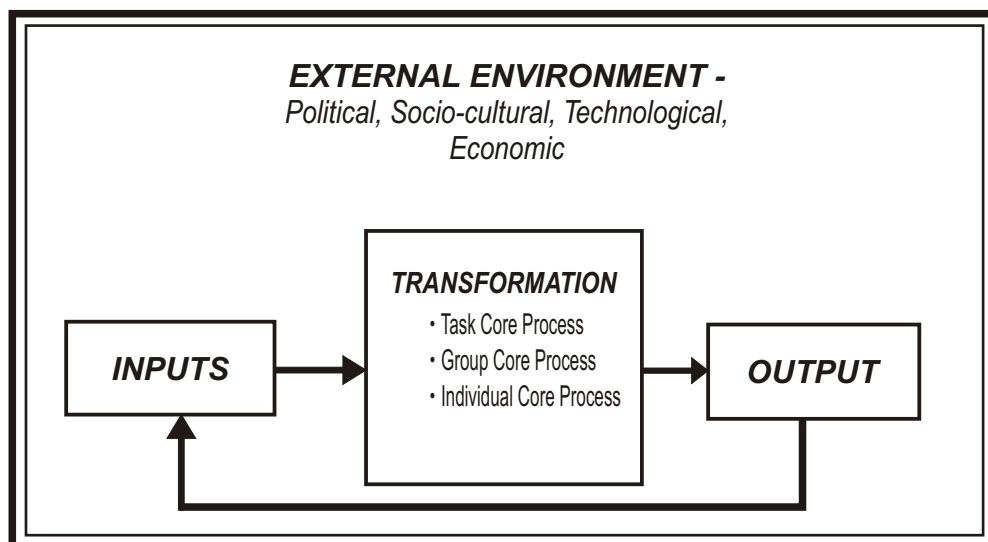 EXTERNAL ENVIRONMENT -
Political, Socio-cultural, Technological,
Economic
TRANSFORMATION
• Task Core Process
• Group Core Process
• Individual Core Process
INPUTS
OUTPUT